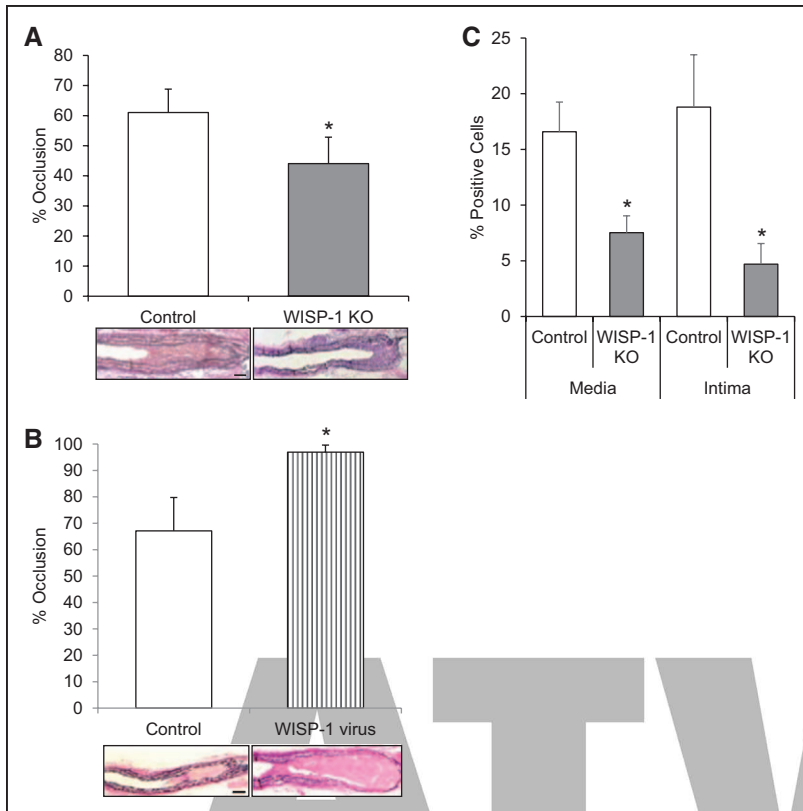 A
80
70
60
50
40
30
20
10
0
% Occlusion
*
Control
WISP-1 KO
C
25
20
15
10
5
0
% Positive Cells
*
*
Control
WISP-1
KO
Control
WISP-1
KO
Media
Intima
B
100
90
80
70
60
50
40
30
20
10
0
% Occlusion
*
Control
WISP-1 virus
ATV